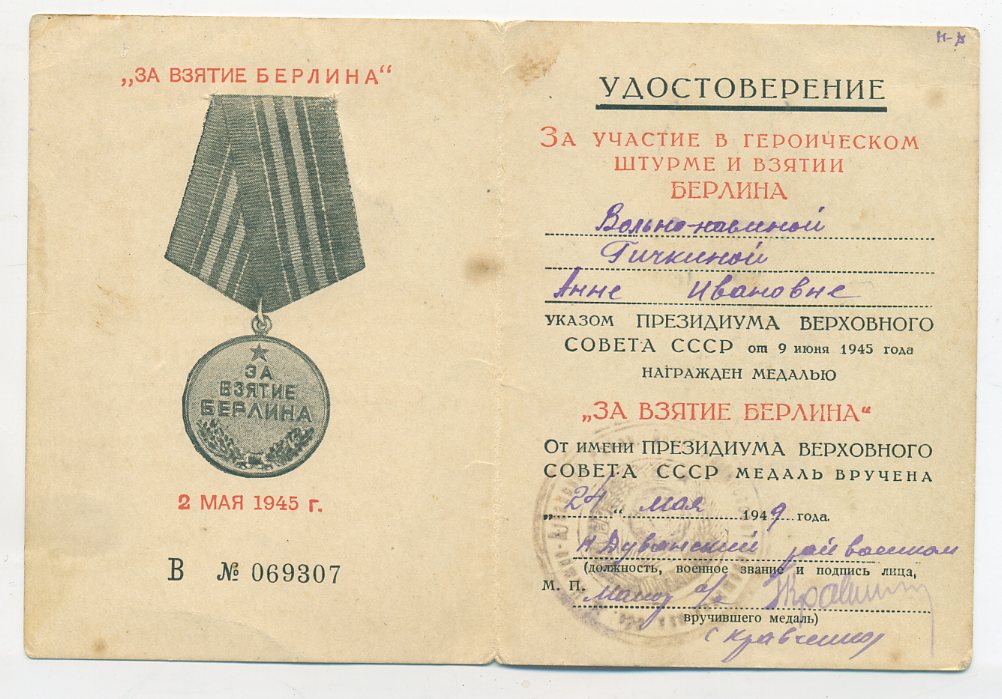 „ЗА ВЗЯТИЕ БЕРЛИНА“
ЗА
ВЗЯТИЕ
БЕРЛИНА
2 МАЯ 1945 г.
В № 069307
УДОСТОВЕРЕНИЕ
ЗА УЧАСТИЕ В ГЕРОИЧЕСКОМ
ШТУРМЕ И ВЗЯТИИ
БЕРЛИНА
Вольно-наемной
Гичкиной
Анне Ивановне
УКАЗОМ ПРЕЗИДИУМА ВЕРХОВНОГО
СОВЕТА СССР от 9 июня 1945 года
НАГРАЖДЕН МЕДАЛЬЮ
„ЗА ВЗЯТИЕ БЕРЛИНА“
ОТ ИМЕНИ ПРЕЗИДИУМА ВЕРХОВНОГО
СОВЕТА СССР МЕДАЛЬ ВРУЧЕНА
„24“ мая 1949 года.
райвоенком
(должность, военное звание и подпись лица,
М. П.
вручившего медаль)